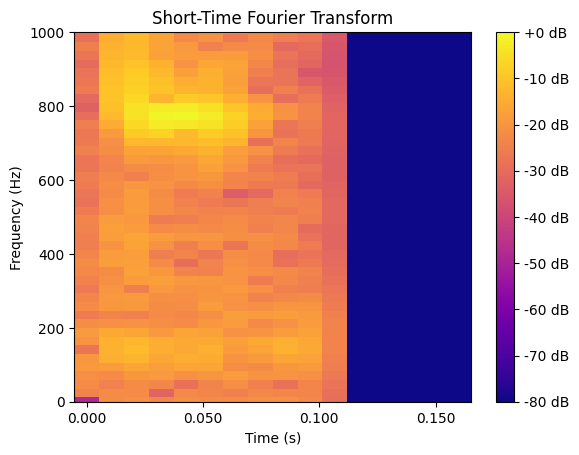 Short-Time Fourier Transform
1000
800
600
400
200
0
Frequency (Hz)
0.000
0.050
0.100
0.150
Time (s)
+0 dB
-10 dB
-20 dB
-30 dB
-40 dB
-50 dB
-60 dB
-70 dB
-80 dB